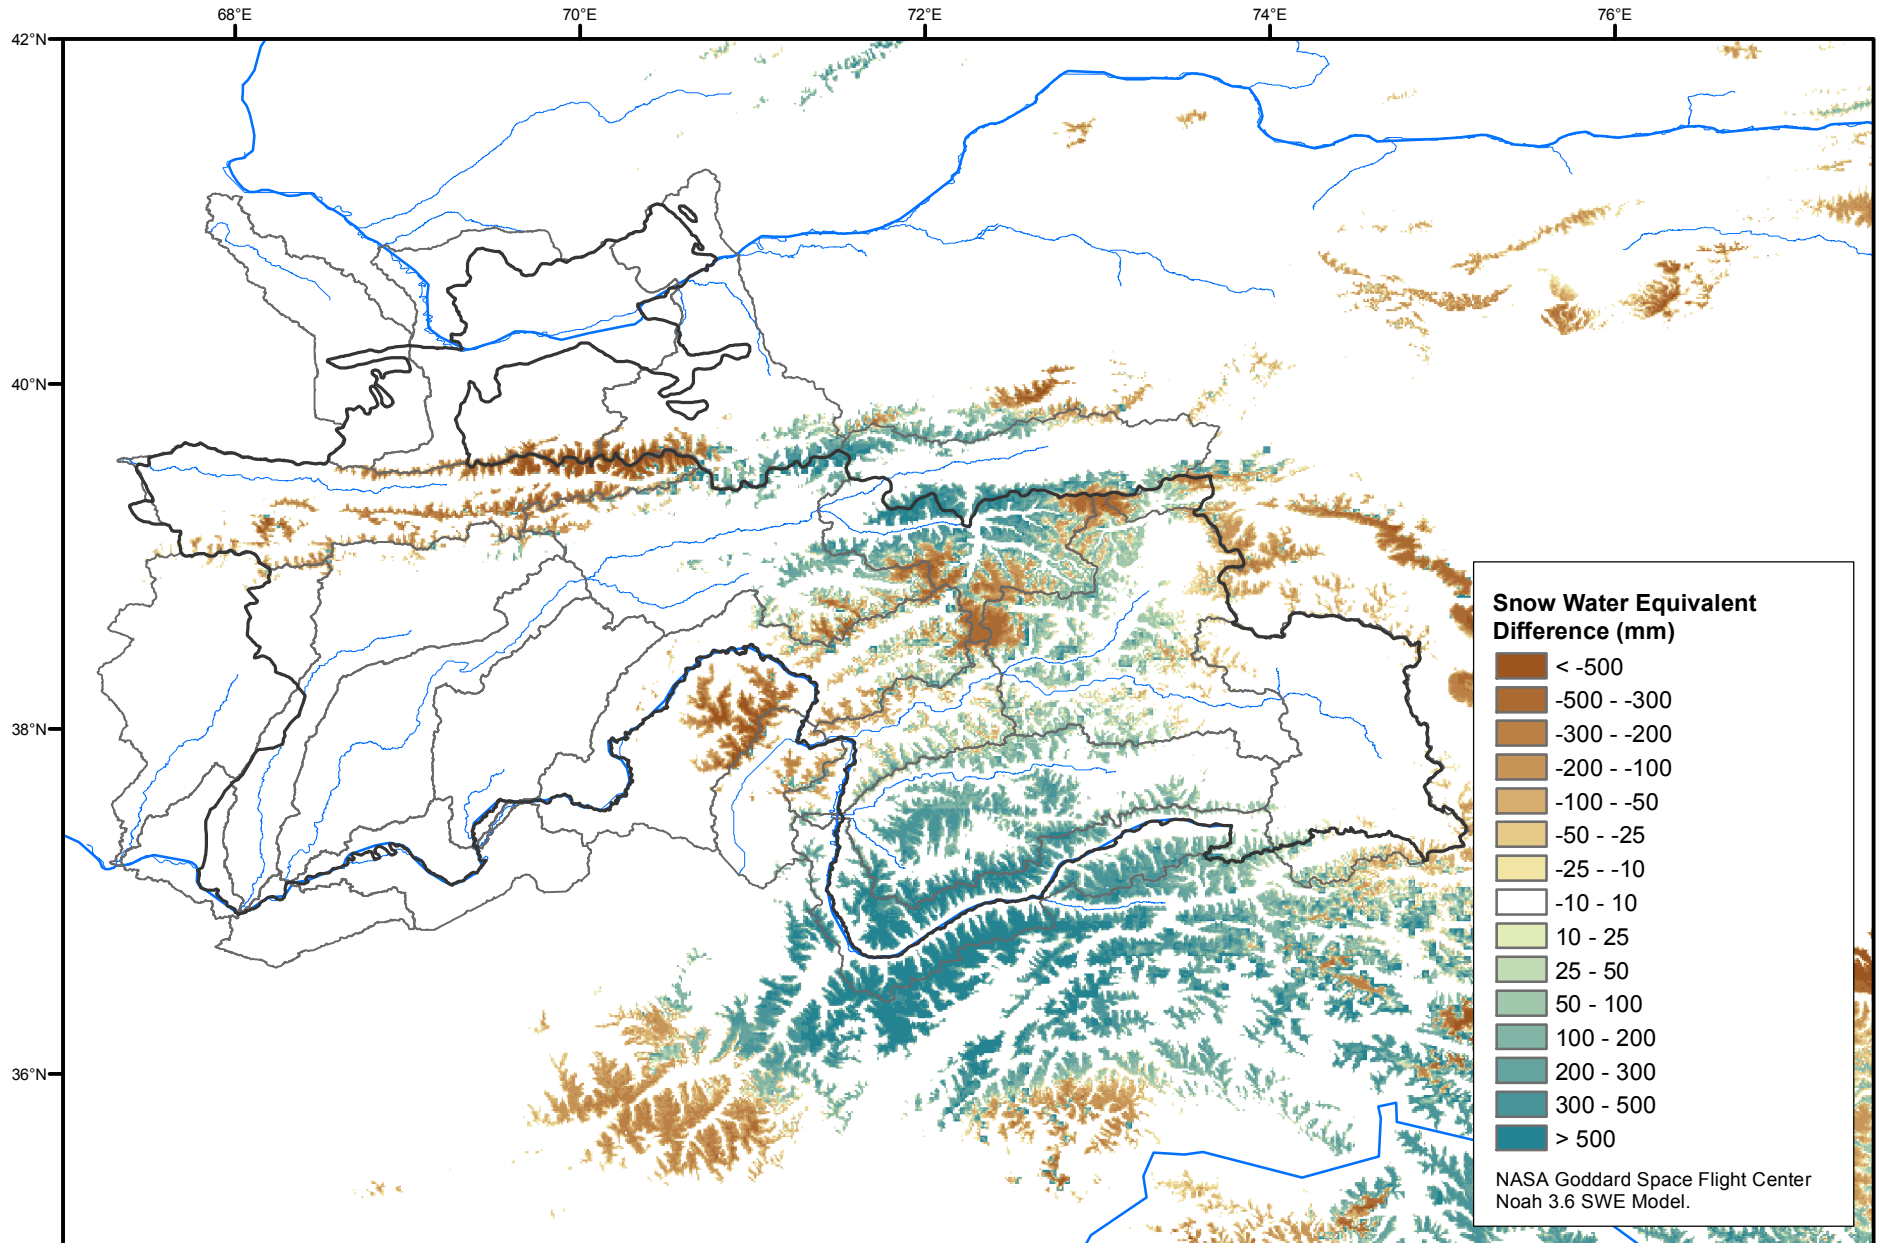 68°E
70°E
72°E
74°E
76°E
42°N
40°N
38°N
36°N
Snow Water Equivalent
Difference (mm)
< -500
-500 - -300
-300 - -200
-200 - -100
-100 - -50
-50 - -25
-25 - -10
-10 - 10
10 - 25
25 - 50
50 - 100
100 - 200
200 - 300
300 - 500
> 500
NASA Goddard Space Flight Center
Noah 3.6 SWE Model.